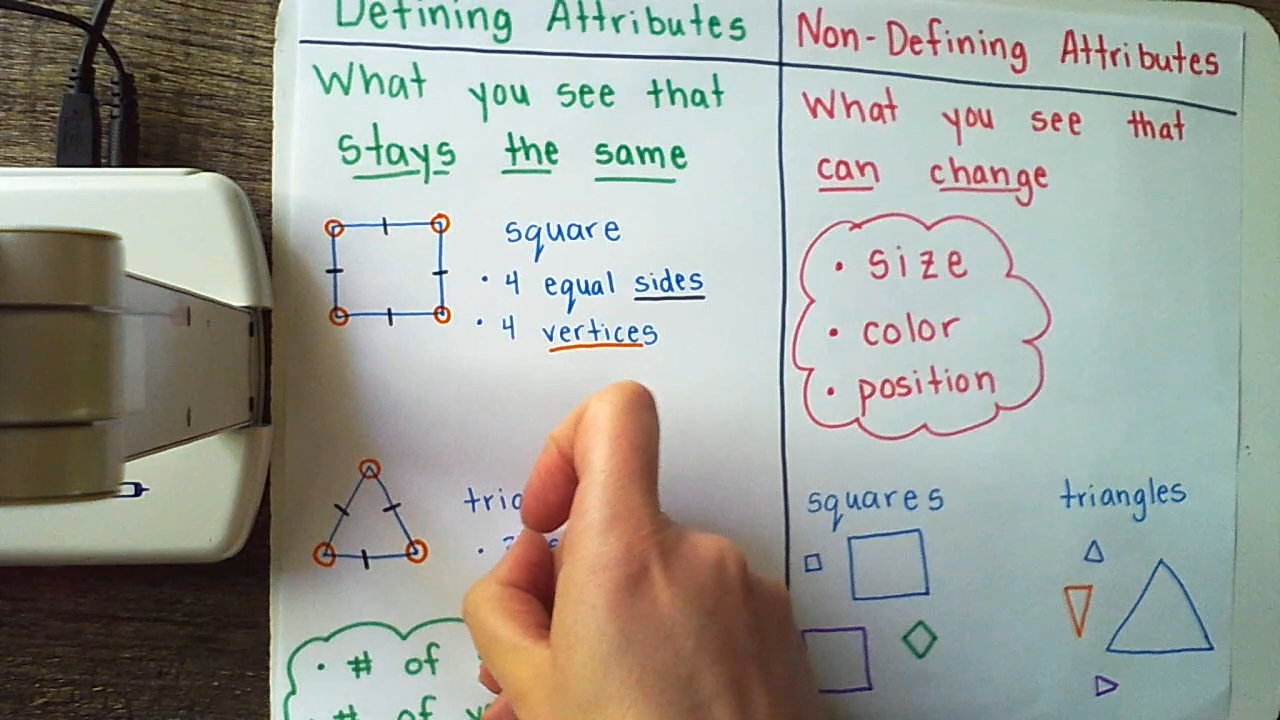 Defining Attributes
What you see that
stays the same
square
• 4 equal sides
• 4 vertices
• # of
# of
Non-Defining Attributes
What you see that
can change
• size
• color
• position
squares
triangles